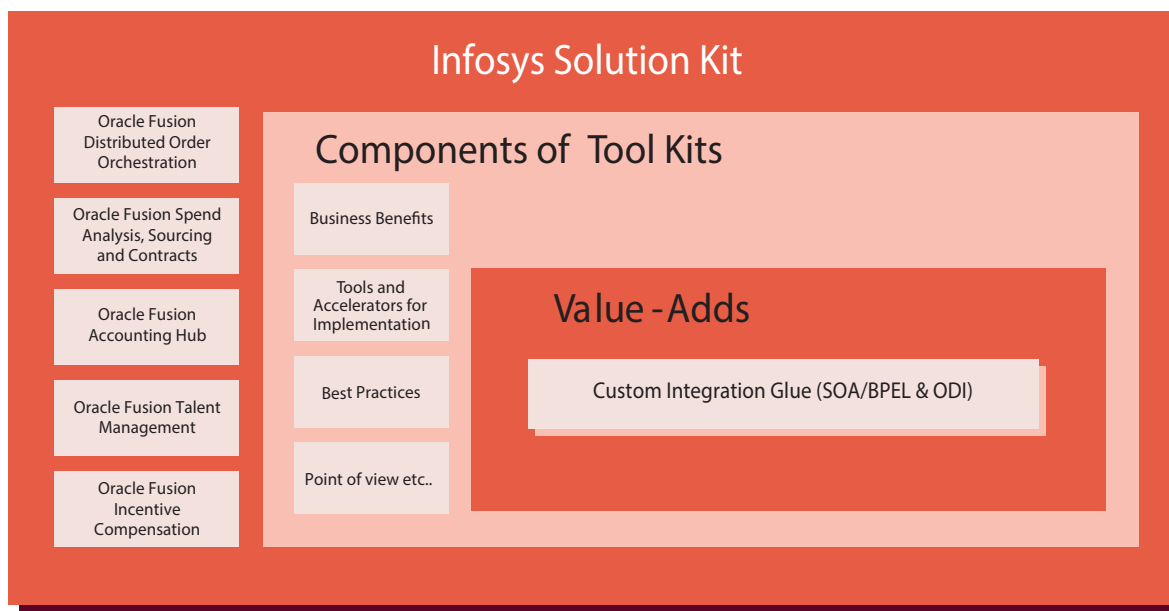 Infosys Solution Kit
Oracle Fusion
Distributed Order
Orchestration
Oracle Fusion Spend
Analysis, Sourcing
and Contracts
Oracle Fusion
Accounting Hub
Oracle Fusion Talent
Management
Oracle Fusion
Incentive
Compensation
Components of Tool Kits
Business Benefits
Tools and
Accelerators for
Implementation
Best Practices
Point of view etc..
Value - Adds
Custom Integration Glue (SOA/BPEL & ODI)